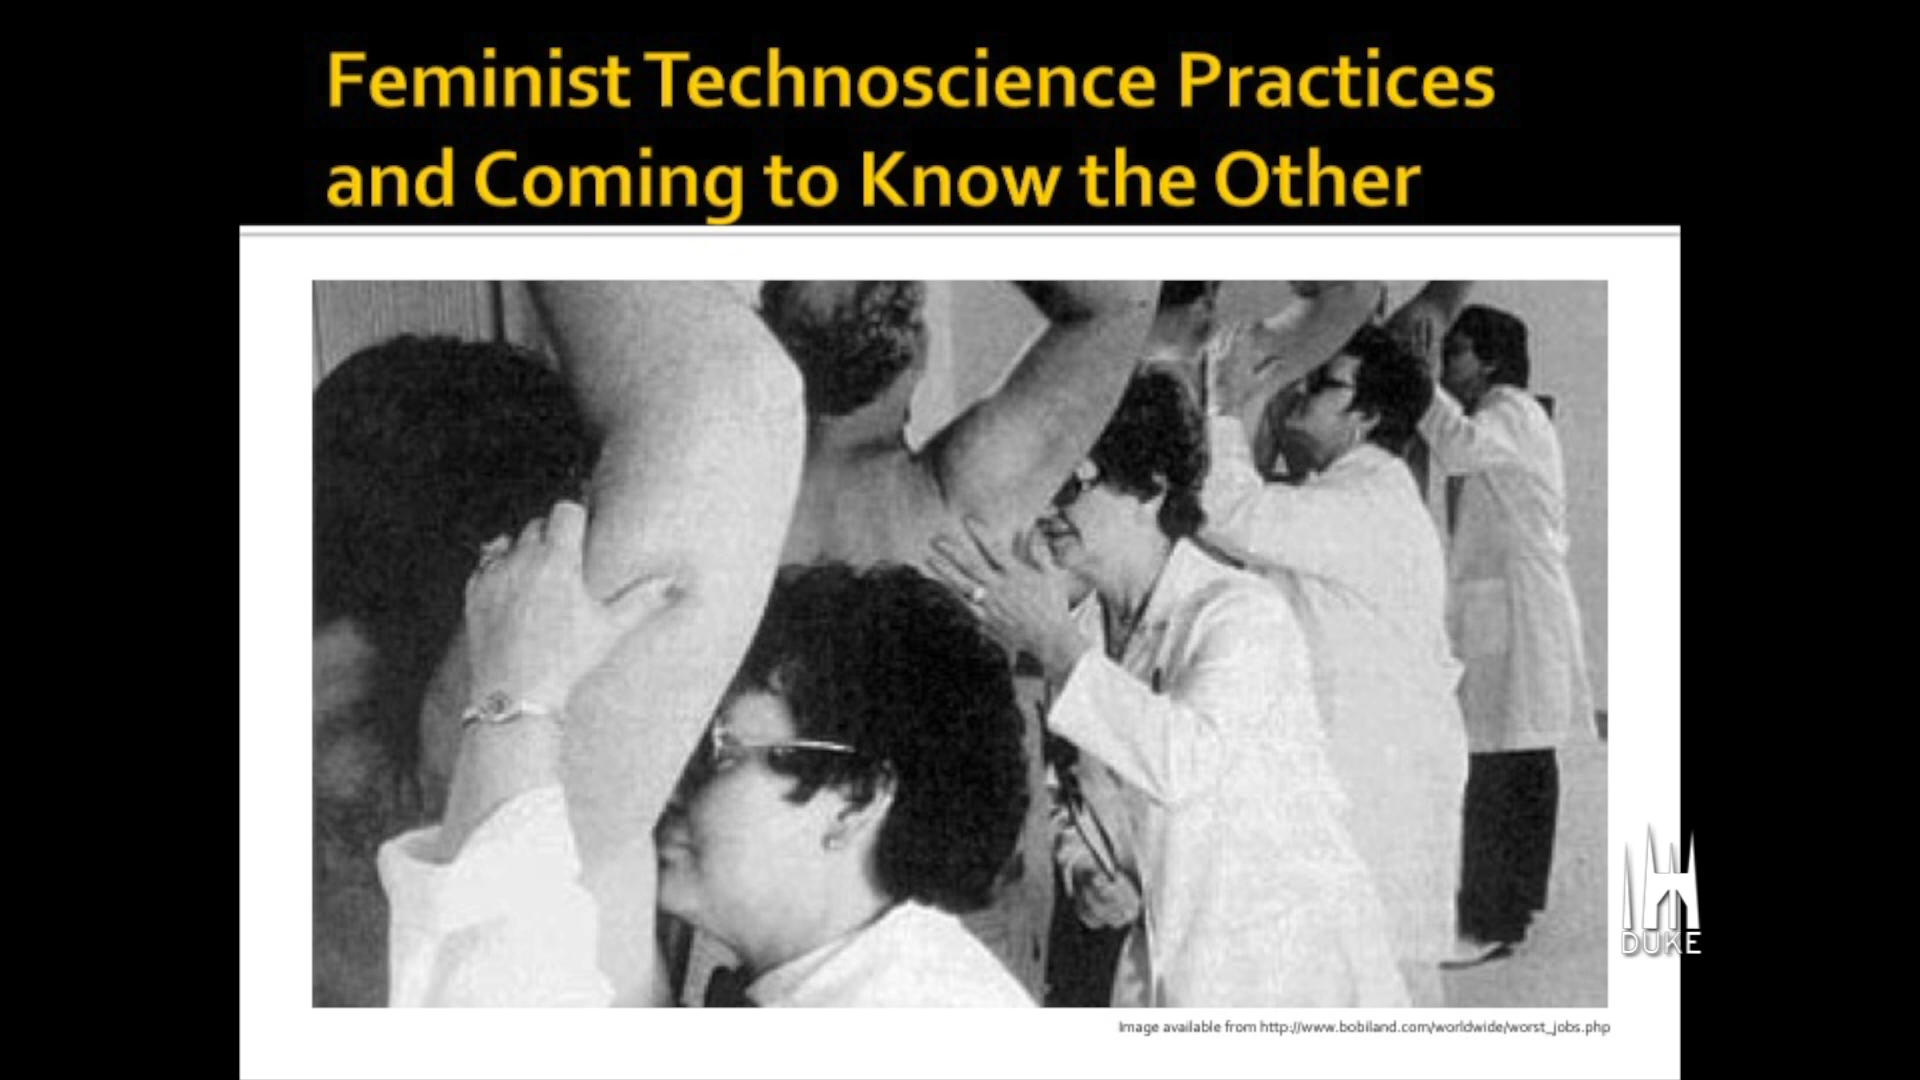 Feminist Technoscience Practices
and Coming to Know the Other
DUKE
Image available from http://www.bobiland.com/worldwide/worst_jobs.php